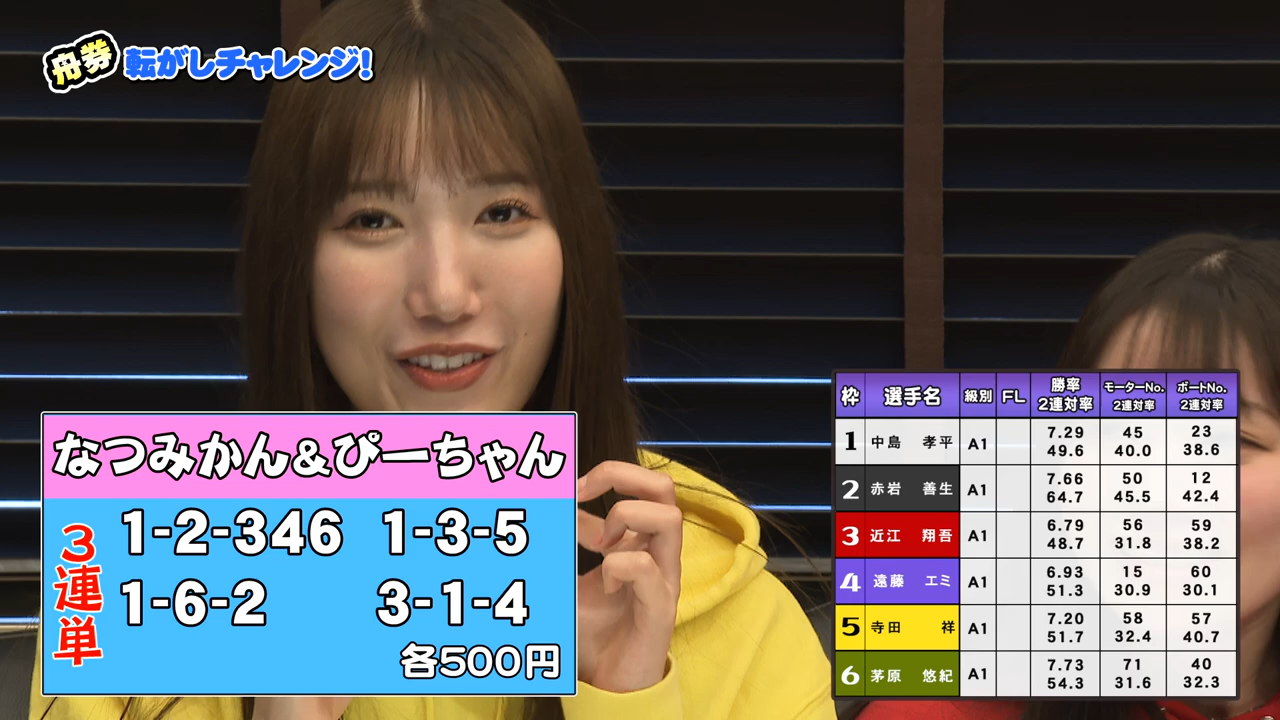 舟券 転がしチャレンジ!
なつみかん&ぴーちゃん
3連単
1-2-346 1-3-5
1-6-2 3-1-4
各500円
枠 選手名 級別 FL 勝率 2連対率 モーターNo. 2連対率 ボートNo. 2連対率
1 中島 孝平 A1 7.29 49.6 45 40.0 23 38.6
2 赤岩 善生 A1 7.66 64.7 50 45.5 12 42.4
3 近江 翔吾 A1 6.79 48.7 56 31.8 59 38.2
4 遠藤 エミ A1 6.93 51.3 15 30.9 60 30.1
5 寺田 祥 A1 7.20 51.7 58 32.4 57 40.7
6 茅原 悠紀 A1 7.73 54.3 71 31.6 40 32.3